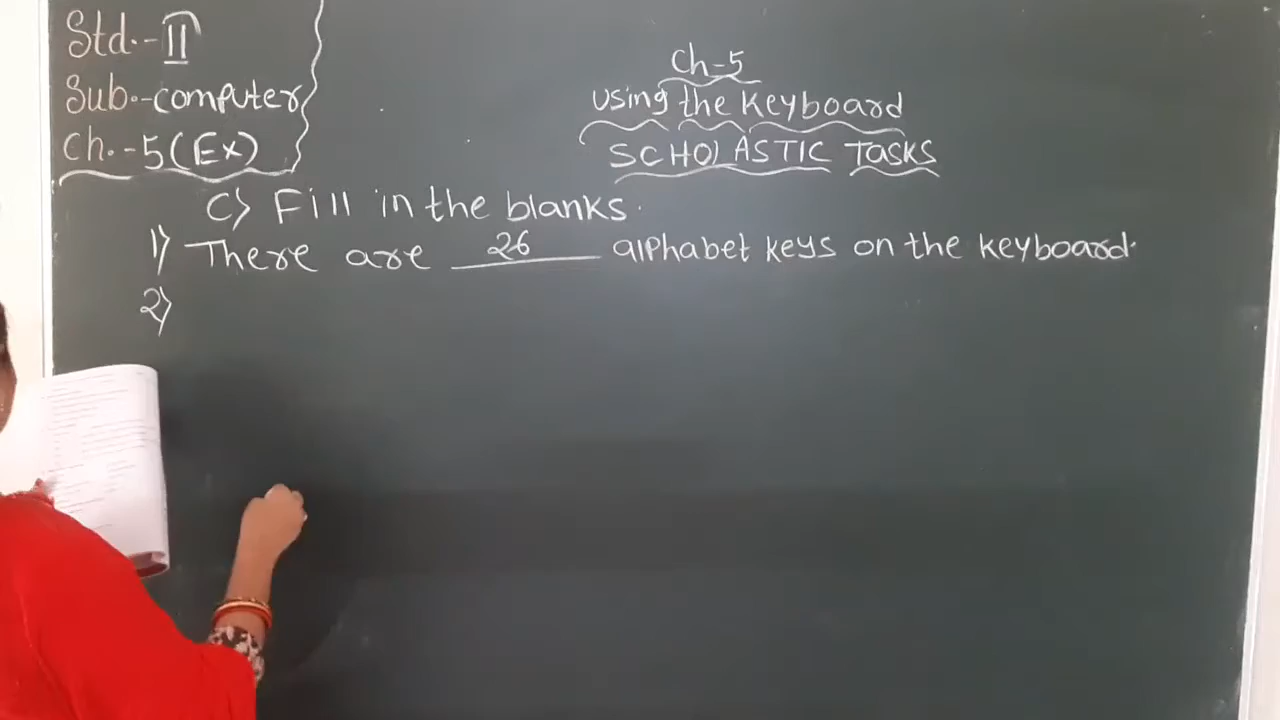 Std.-II
Sub.-computer
Ch.-5(Ex)
Ch-5
using the keyboard
SCHOLASTIC TASKS
C) Fill in the blanks.
1) There are 26 alphabet keys on the keyboard.
2)